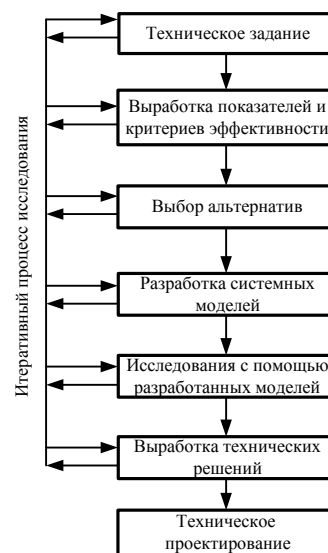 Техническое задание
Выработка показателей и
критериев эффективности
Выбор альтернатив
Разработка системных
моделей
Исследования с помощью
разработанных моделей
Выработка технических
решений
Техническое
проектирование
Итеративный процесс исследования